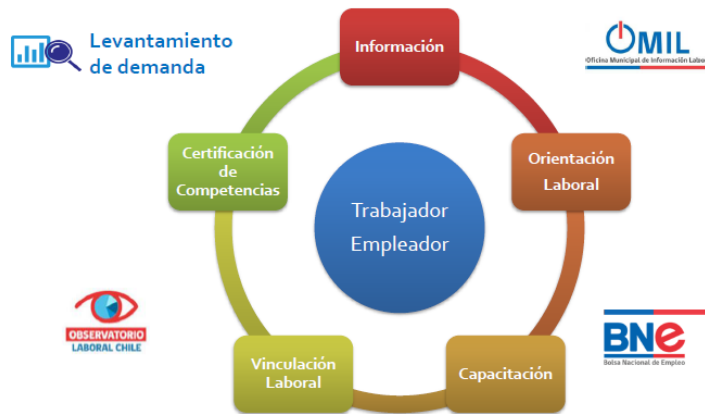 Levantamiento
de demanda
Información
OMIL
Oficina Municipal de Información Labo
Certificación
de
Competencias
Orientación
Laboral
Trabajador
Empleador
OBSERVATORIO
LABORAL CHILE
BNe
Bolsa Nacional de Empleo
Vinculación
Laboral
Capacitación